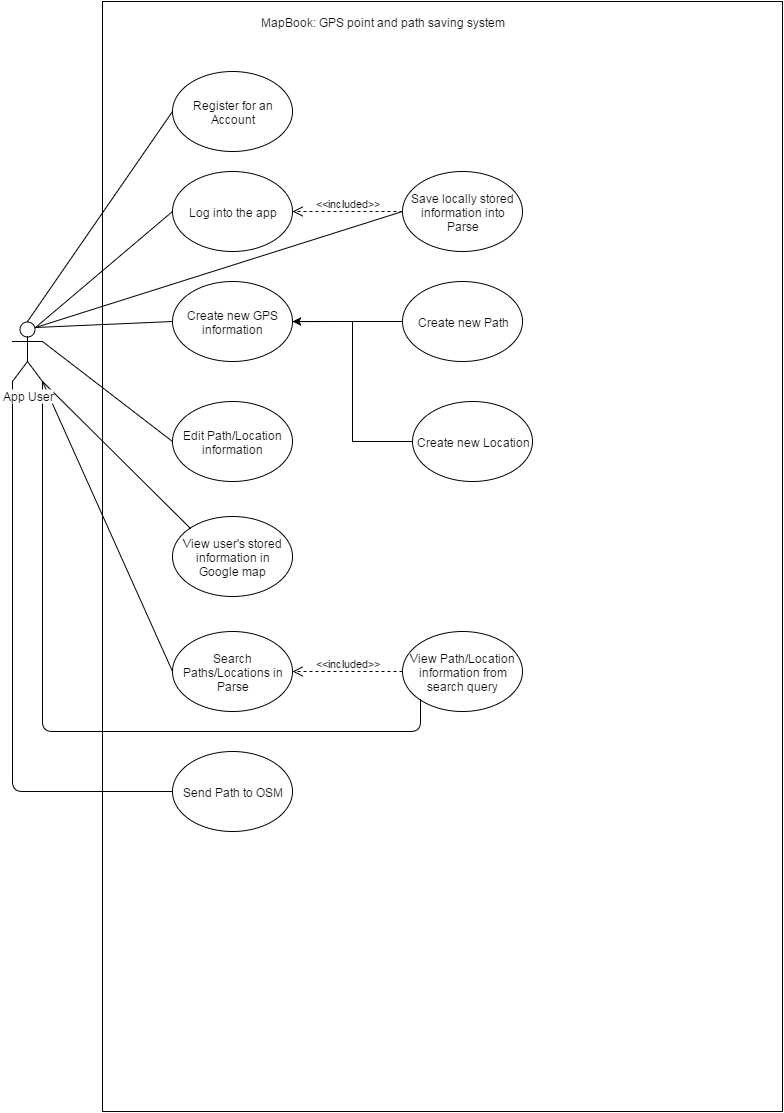 MapBook: GPS point and path saving system
Register for an
Account
Log into the app
<<included>>
Save locally stored
information into
Parse
Create new GPS
information
Create new Path
App User
Edit Path/Location
information
Create new Location
View user's stored
information in
Google map
Search
Paths/Locations in
Parse
<<included>>
View Path/Location
information from
search query
Send Path to OSM